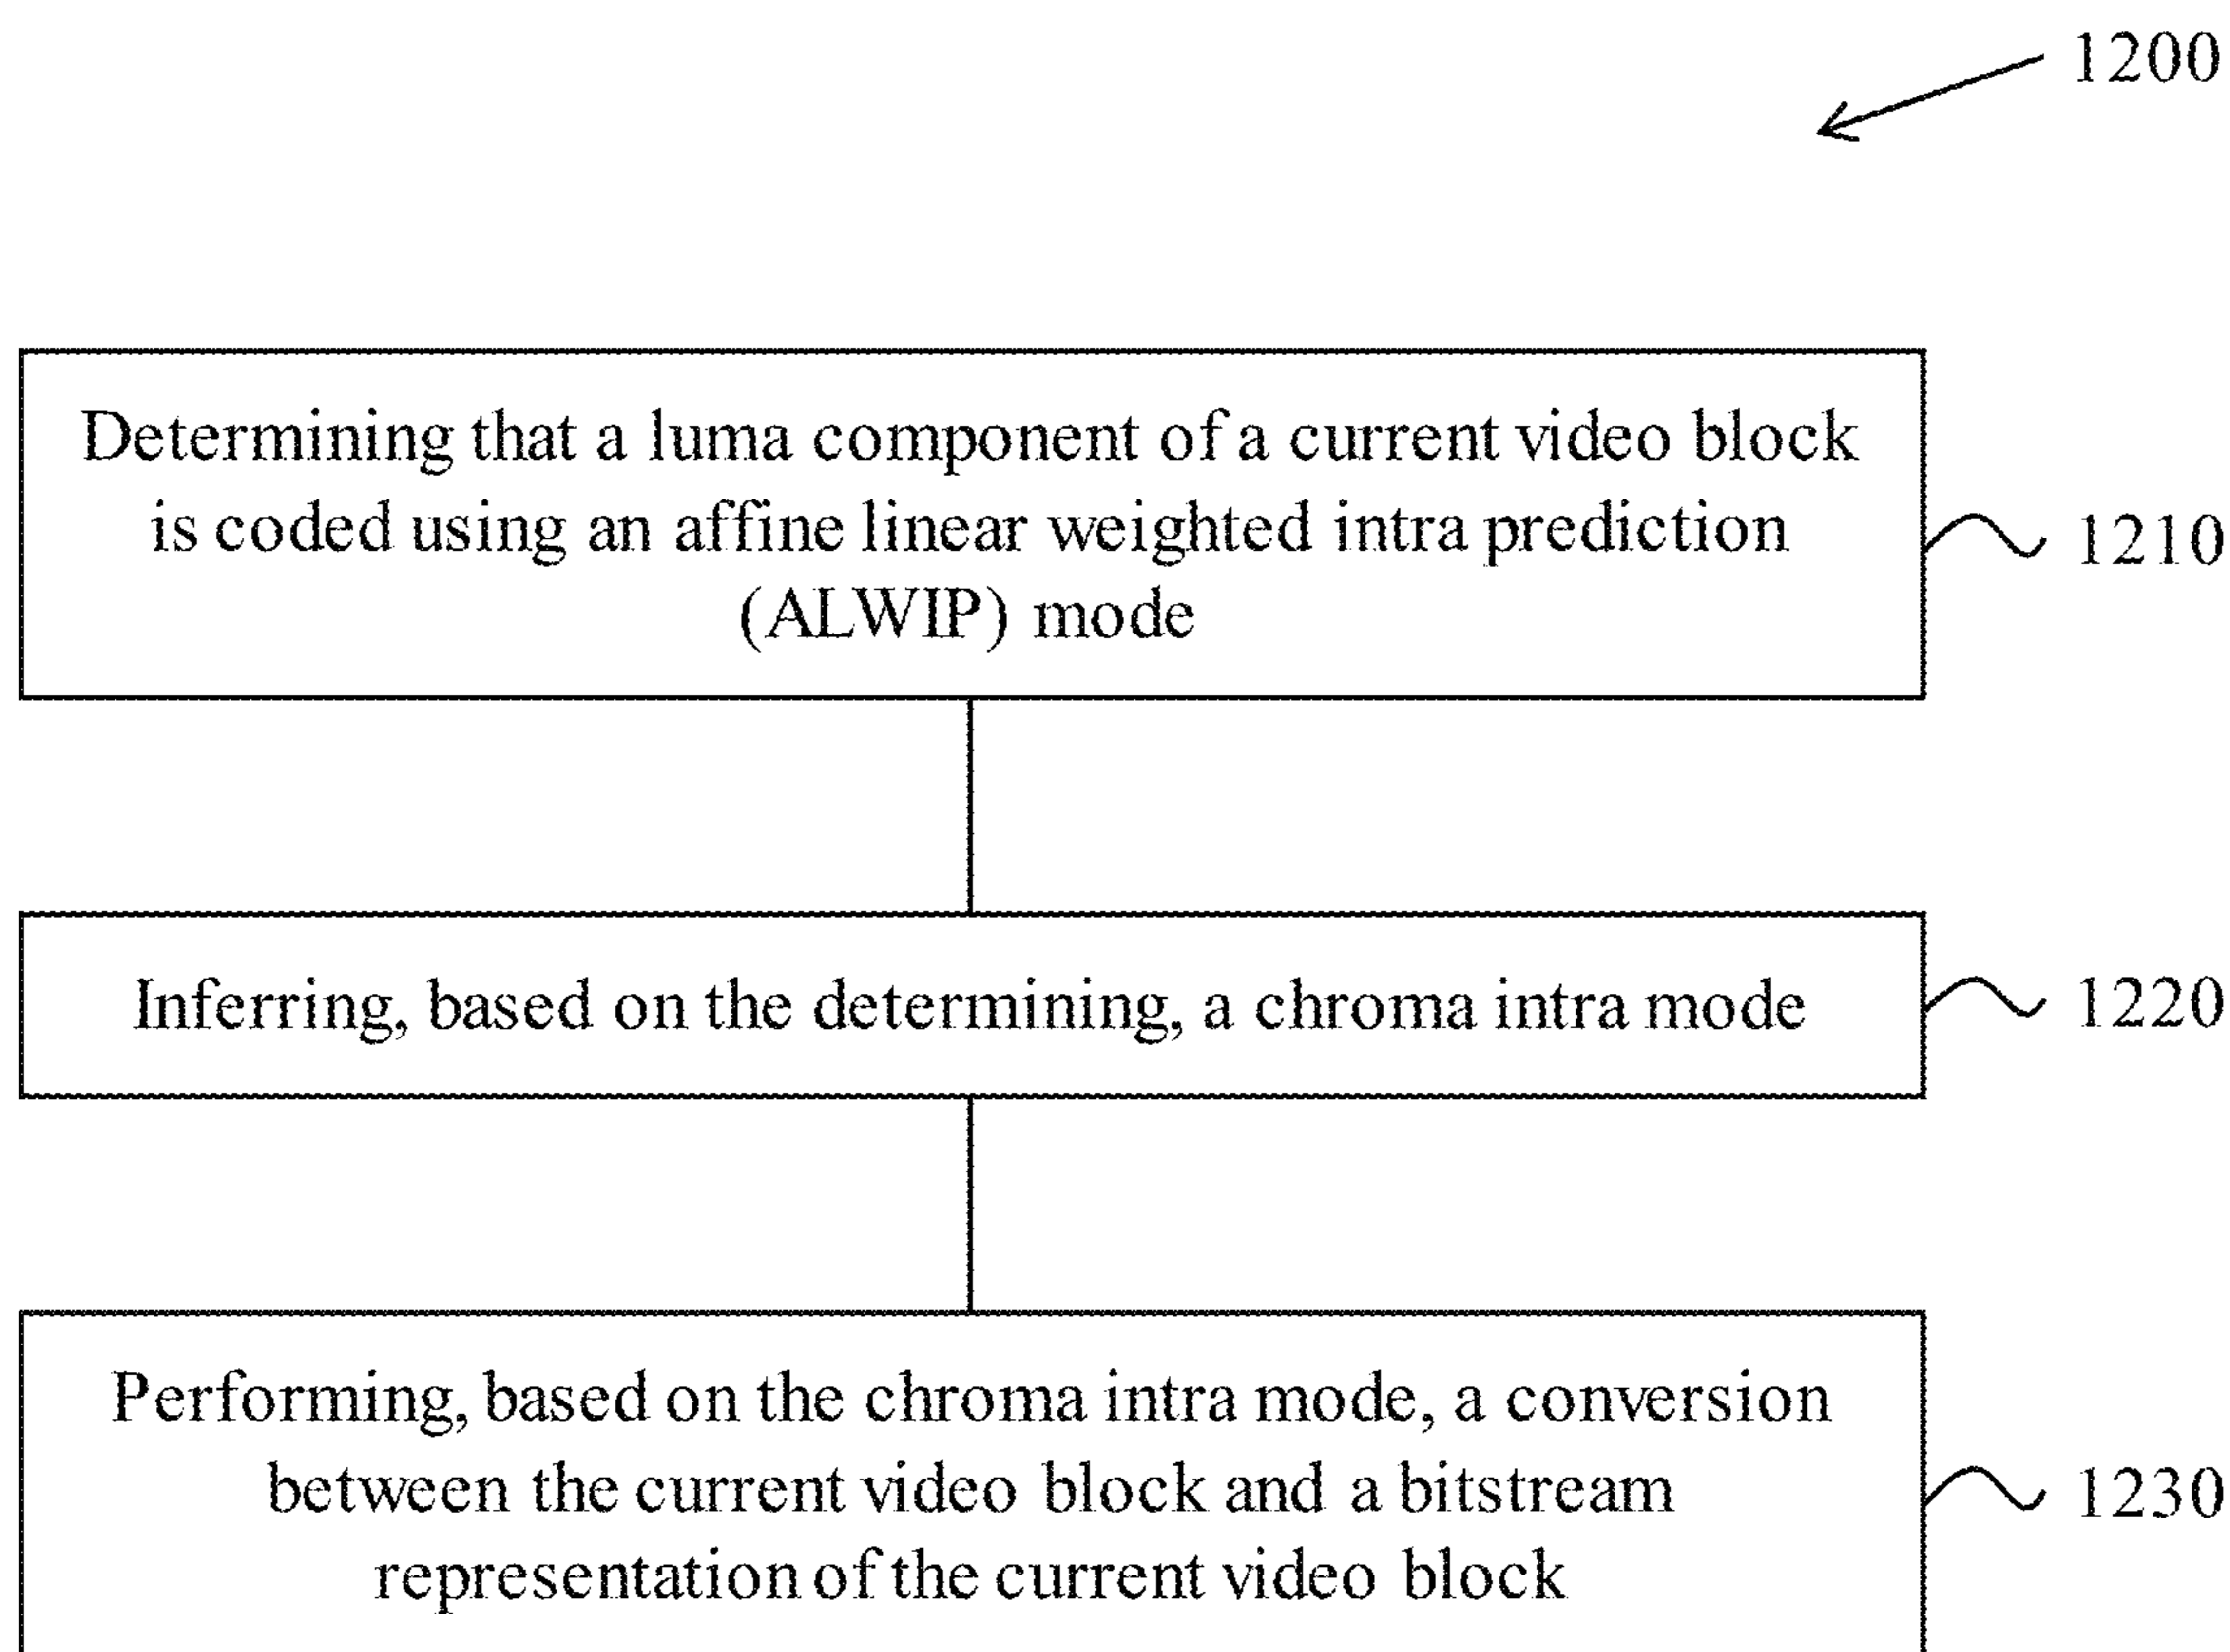 1200
Determining that a luma component of a current video block
is coded using an affine linear weighted intra prediction
(ALWIP) mode
1210
Inferring, based on the determining, a chroma intra mode
1220
Performing, based on the chroma intra mode, a conversion
between the current video block and a bitstream
representation of the current video block
1230